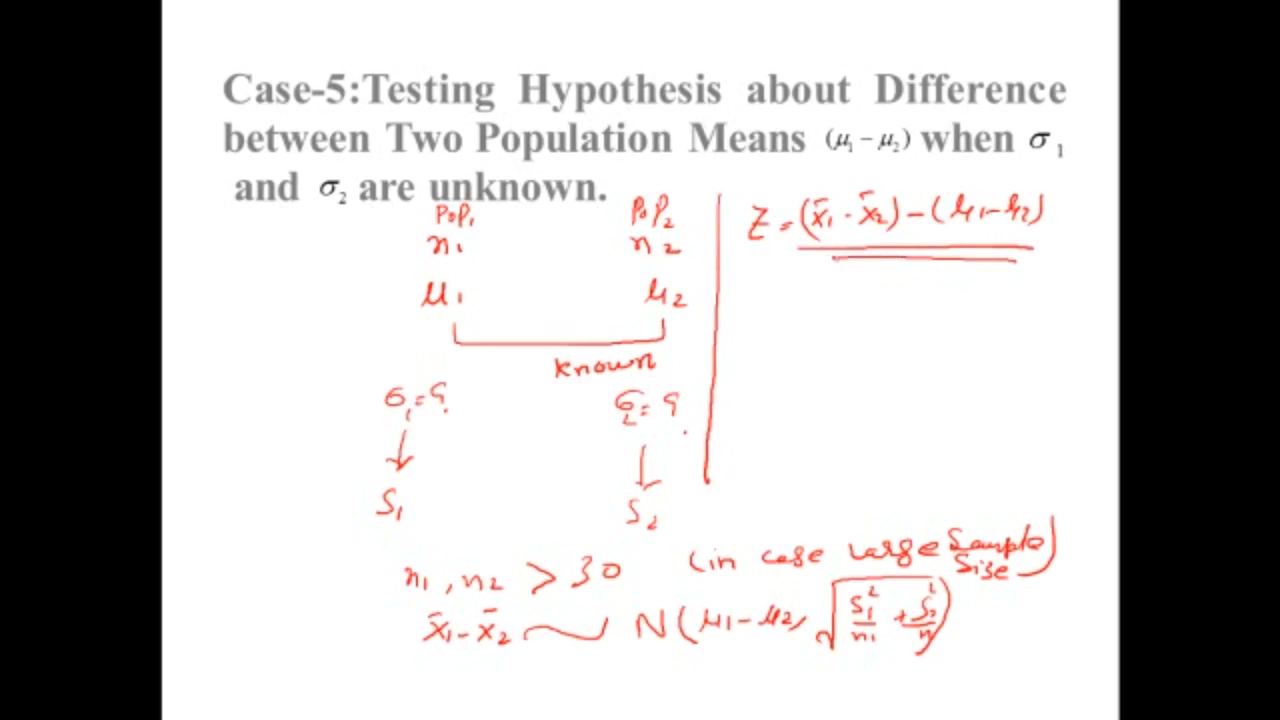 Case-5:Testing Hypothesis about Difference
between Two Population Means (μ₁ − μ₂) when σ₁
and σ₂ are unknown.
POP₁ POP₂
n₁ n₂
μ₁ μ₂
known
σ₁=? σ₂=?
↓ ↓
S₁ S₂
Z = (x̄₁ - x̄₂) − (μ₁ − μ₂)
n₁, n₂ > 30 (in case large Sample Size)
x̄₁ - x̄₂ ~ N(μ₁ − μ₂, √(S₁²/n₁ + S₂²/n))